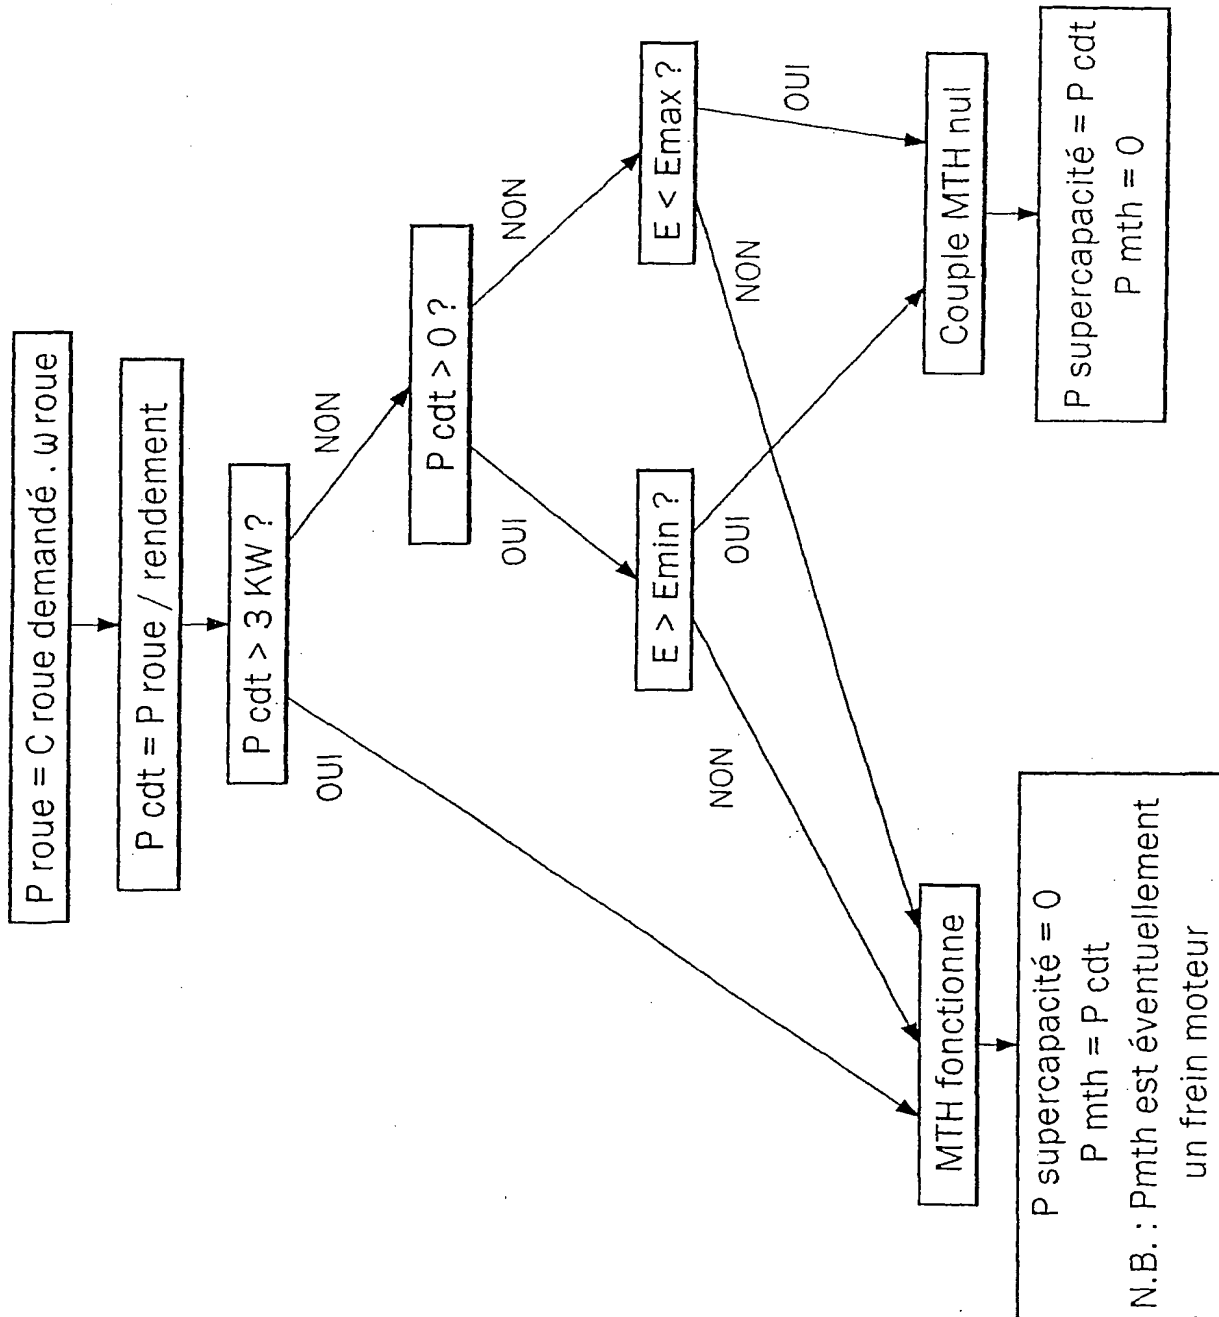 P roue = C roue demandé . ω roue
P cdt = P roue / rendement
P cdt > 3 KW ?
OUI
NON
P cdt > 0 ?
OUI
NON
E > Emin ?
E < Emax ?
NON
OUI
NON
OUI
MTH fonctionne
Couple MTH nul
P supercapacité = 0
P mth = P cdt
N.B. : Pmth est éventuellement
un frein moteur
P supercapacité = P cdt
P mth = 0